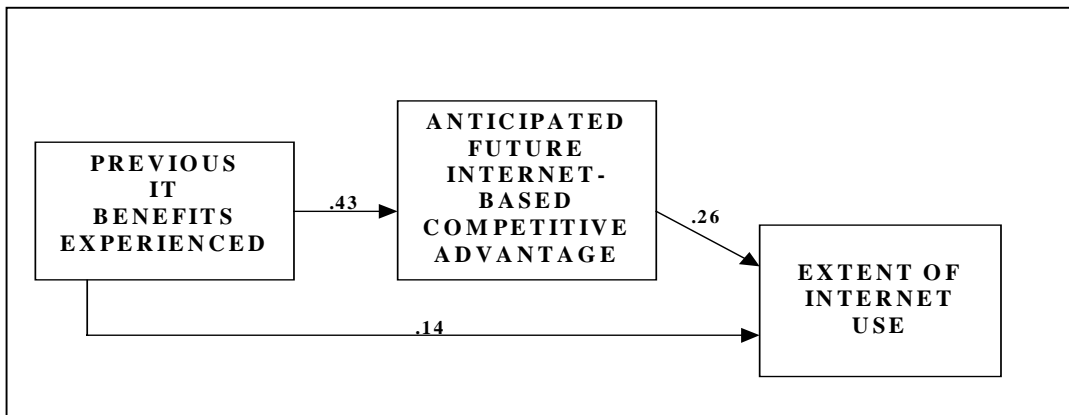 PREVIOUS
IT
BENEFITS
EXPERIENCED
.43
ANTICIPATED
FUTURE
INTERNET-
BASED
COMPETITIVE
ADVANTAGE
.26
EXTENT OF
INTERNET
USE
.14